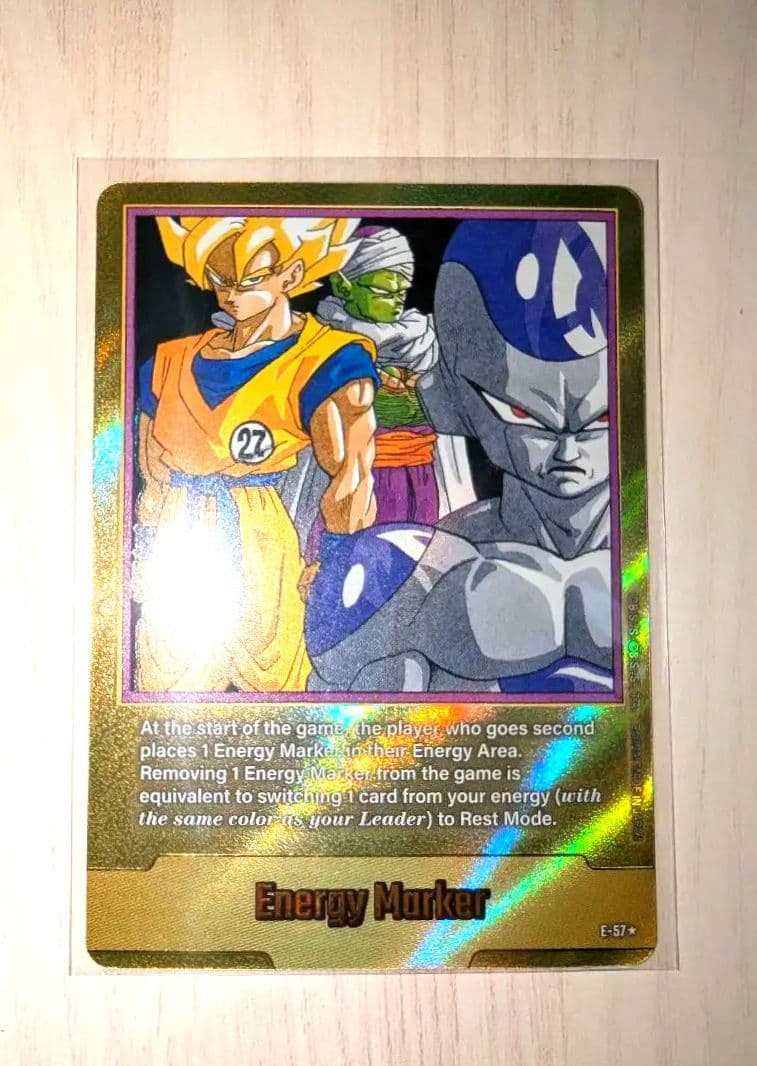 27
At the start of the game, the player who goes second
places 1 Energy Marker in their Energy Area.
Removing 1 Energy Marker from the game is
equivalent to switching 1 card from your energy (with
the same color as your Leader) to Rest Mode.
Energy Marker
E-57★